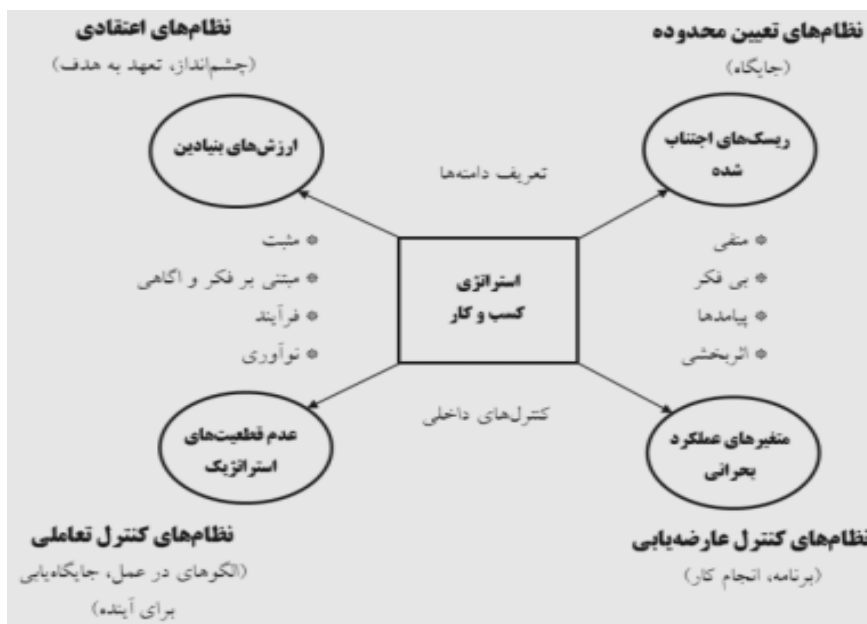 نظام‌های تعیین محدوده
(جایگاه)
نظام‌های اعتقادی
(چشم‌انداز، تعهد به هدف)
ریسک‌های اجتناب
شده
ارزش‌های بنیادین
تعریف دامنه‌ها
* منفی
* بی فکر
* پیامدها
* اثربخشی
استراتژی
کسب و کار
* مثبت
* مبتنی بر فکر و اگاهی
* فرآیند
* نوآوری
کنترل‌های داخلی
متغیرهای عملکرد
بحرانی
عدم قطعیت‌های
استراتژیک
نظام‌های کنترل عارضه‌یابی
(برنامه، انجام کار)
نظام‌های کنترل تعاملی
(الگوهای در عمل، جایگاه‌یابی
برای آینده)